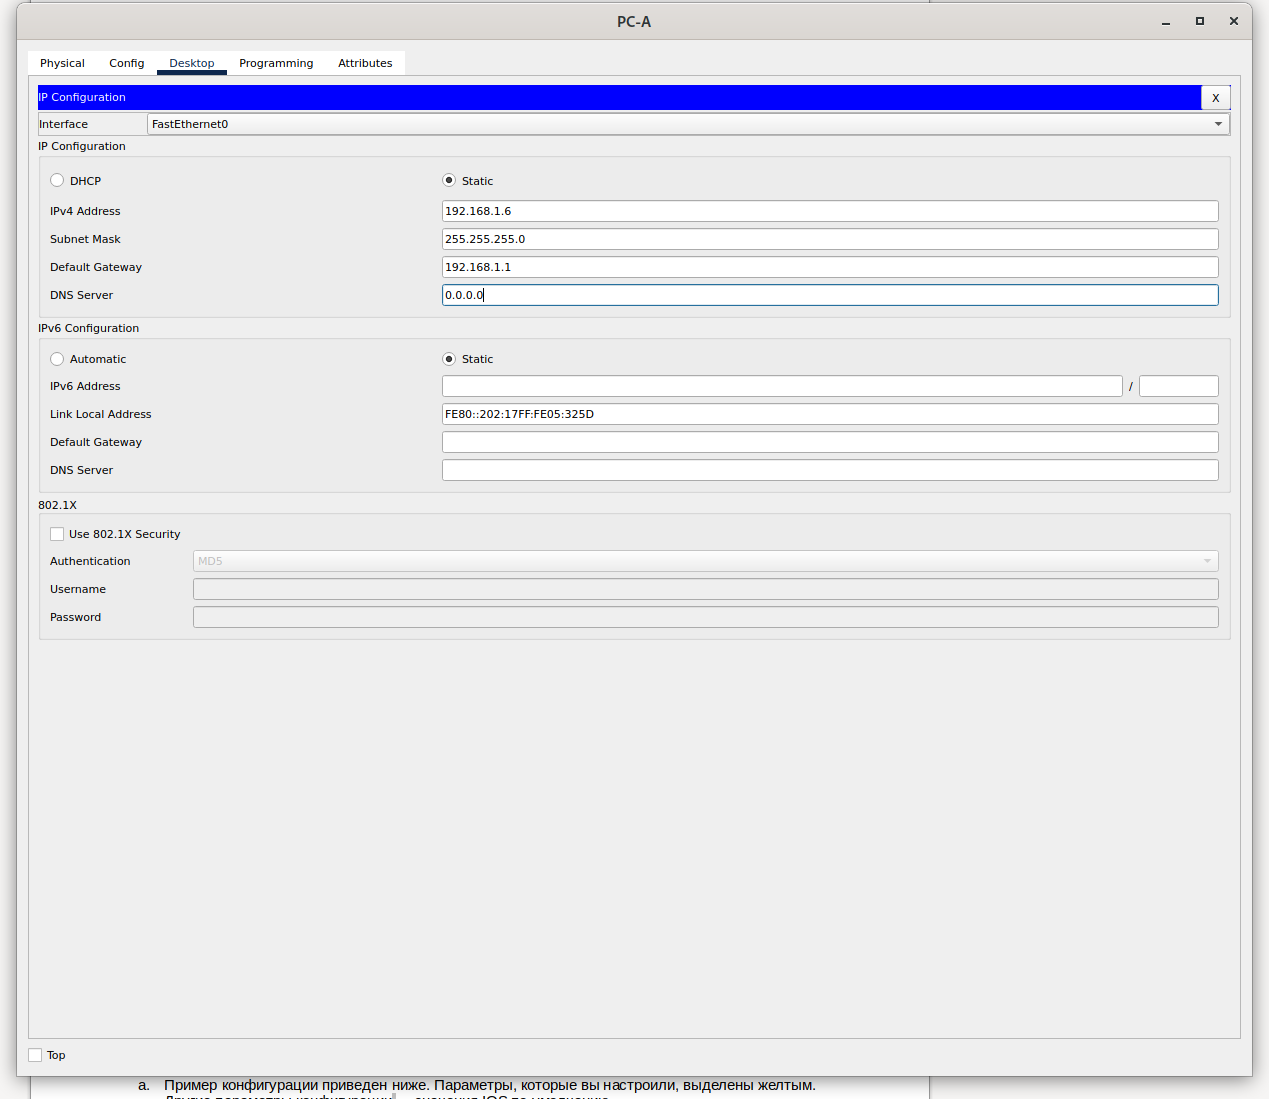 PC-A
Physical Config Desktop Programming Attributes
IP Configuration X
Interface FastEthernet0
IP Configuration
DHCP Static
IPv4 Address 192.168.1.6
Subnet Mask 255.255.255.0
Default Gateway 192.168.1.1
DNS Server 0.0.0.0
IPv6 Configuration
Automatic Static
IPv6 Address /
Link Local Address FE80::202:17FF:FE05:325D
Default Gateway
DNS Server
802.1X
Use 802.1X Security
Authentication MD5
Username
Password
Top
a. Пример конфигурации приведен ниже. Параметры, которые вы настроили, выделены желтым.